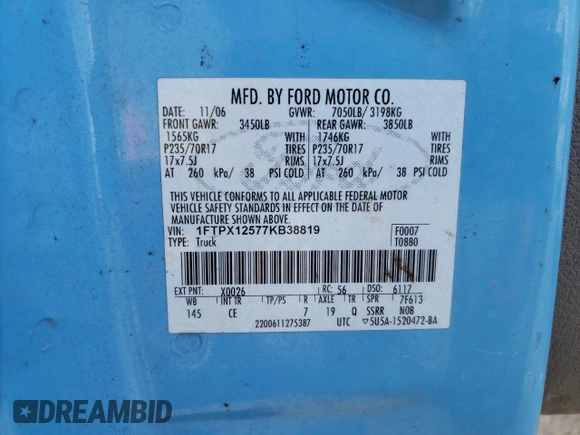 MFD. BY FORD MOTOR CO.
DATE: 11/06 GVWR: 7050LB/ 3198KG
FRONT GAWR: 3450LB REAR GAWR: 3850LB
1565KG WITH 1746KG WITH
P235/70R17 TIRES P235/70R17 TIRES
17x7.5J RIMS 17x7.5J RIMS
AT 260 kPa/ 38 PSI COLD AT 260 kPa/ 38 PSI COLD
THIS VEHICLE CONFORMS TO ALL APPLICABLE FEDERAL MOTOR
VEHICLE SAFETY STANDARDS IN EFFECT ON THE DATE OF
MANUFACTURE SHOWN ABOVE.
VIN: 1FTPX12577KB38819 F0007
TYPE: Truck T0880
EXT PNT: X0026 RC: 56 DSO: 6117
WB INT TR TP/PS R AXLE TR SPR 7F613
145 CE 7 19 Q SSRR N0B
2200611275387 UTC ▽5U5A-1520472-BA
DREAMBID